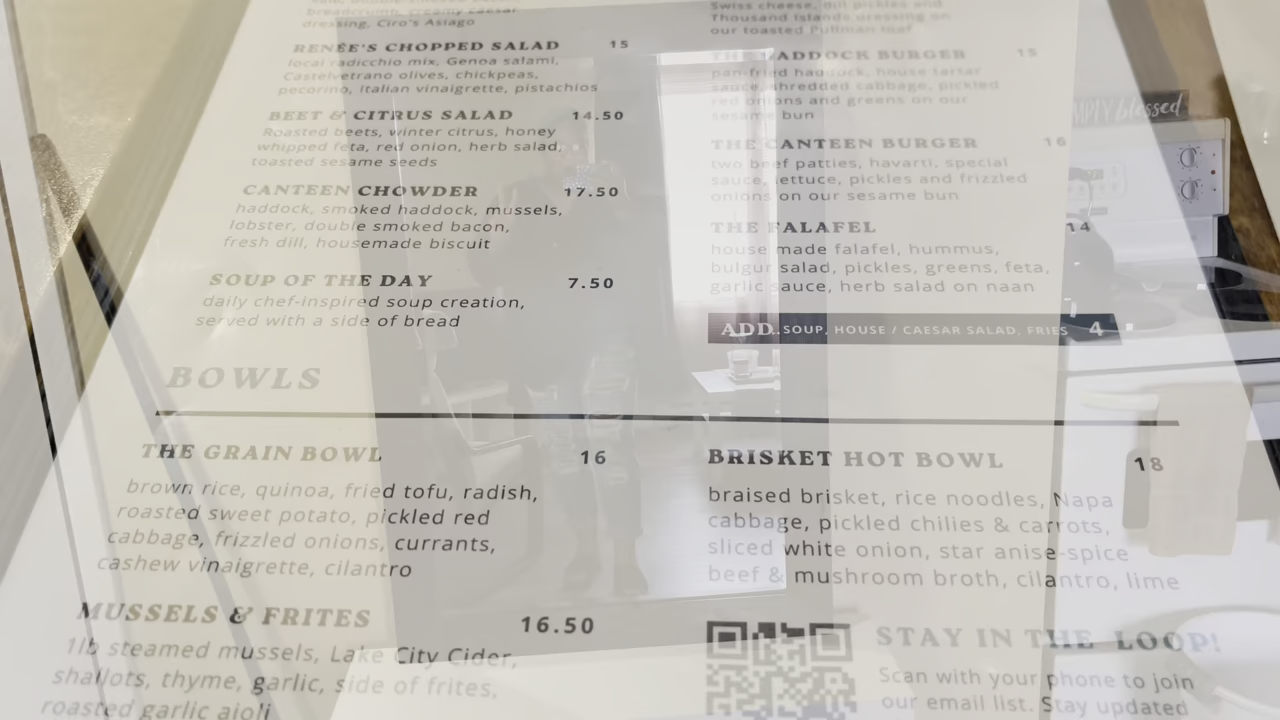 dressing, Ciro's Asiago
RENÉE'S CHOPPED SALAD 15
local radicchio mix, Genoa salami,
Castelvetrano olives, chickpeas,
pecorino, Italian vinaigrette, pistachios
BEET & CITRUS SALAD 14.50
Roasted beets, winter citrus, honey
whipped feta, red onion, herb salad,
toasted sesame seeds
CANTEEN CHOWDER 17.50
haddock, smoked haddock, mussels,
lobster, double smoked bacon,
fresh dill, housemade biscuit
SOUP OF THE DAY 7.50
daily chef-inspired soup creation,
served with a side of bread
Swiss cheese, dill pickles and
Thousand Islands dressing on
our toasted Pullman loaf
THE HADDOCK BURGER 15
pan-fried haddock, house tartar
sauce, shredded cabbage, pickled
red onions and greens on our
sesame bun
THE CANTEEN BURGER 16
two beef patties, havarti, special
sauce, lettuce, pickles and frizzled
onions on our sesame bun
THE FALAFEL 14
house made falafel, hummus,
bulgur salad, pickles, greens, feta,
garlic sauce, herb salad on naan
ADD..SOUP, HOUSE / CAESAR SALAD, FRIES 4
blessed
BOWLS
THE GRAIN BOWL 16
brown rice, quinoa, fried tofu, radish,
roasted sweet potato, pickled red
cabbage, frizzled onions, currants,
cashew vinaigrette, cilantro
MUSSELS & FRITES 16.50
1lb steamed mussels, Lake City Cider,
shallots, thyme, garlic, side of frites,
roasted garlic aioli
BRISKET HOT BOWL 18
braised brisket, rice noodles, Napa
cabbage, pickled chilies & carrots,
sliced white onion, star anise-spice
beef & mushroom broth, cilantro, lime
STAY IN THE LOOP!
Scan with your phone to join
our email list. Stay updated